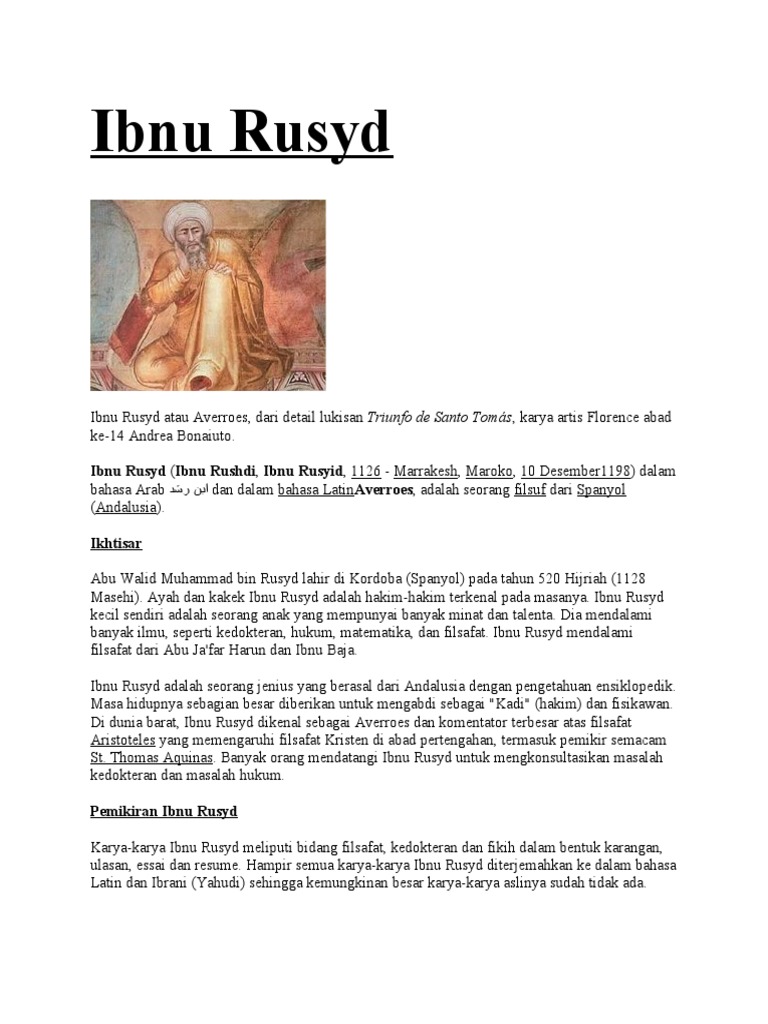 Ibnu Rusyd
Ibnu Rusyd atau Averroes, dari detail lukisan Triunfo de Santo Tomás, karya artis Florence abad
ke-14 Andrea Bonaiuto.
Ibnu Rusyd (Ibnu Rushdi, Ibnu Rusyid, 1126 - Marrakesh, Maroko, 10 Desember1198) dalam
bahasa Arab ابن رشد dan dalam bahasa LatinAverroes, adalah seorang filsuf dari Spanyol
(Andalusia).
Ikhtisar
Abu Walid Muhammad bin Rusyd lahir di Kordoba (Spanyol) pada tahun 520 Hijriah (1128
Masehi). Ayah dan kakek Ibnu Rusyd adalah hakim-hakim terkenal pada masanya. Ibnu Rusyd
kecil sendiri adalah seorang anak yang mempunyai banyak minat dan talenta. Dia mendalami
banyak ilmu, seperti kedokteran, hukum, matematika, dan filsafat. Ibnu Rusyd mendalami
filsafat dari Abu Ja'far Harun dan Ibnu Baja.
Ibnu Rusyd adalah seorang jenius yang berasal dari Andalusia dengan pengetahuan ensiklopedik.
Masa hidupnya sebagian besar diberikan untuk mengabdi sebagai "Kadi" (hakim) dan fisikawan.
Di dunia barat, Ibnu Rusyd dikenal sebagai Averroes dan komentator terbesar atas filsafat
Aristoteles yang memengaruhi filsafat Kristen di abad pertengahan, termasuk pemikir semacam
St. Thomas Aquinas. Banyak orang mendatangi Ibnu Rusyd untuk mengkonsultasikan masalah
kedokteran dan masalah hukum.
Pemikiran Ibnu Rusyd
Karya-karya Ibnu Rusyd meliputi bidang filsafat, kedokteran dan fikih dalam bentuk karangan,
ulasan, essai dan resume. Hampir semua karya-karya Ibnu Rusyd diterjemahkan ke dalam bahasa
Latin dan Ibrani (Yahudi) sehingga kemungkinan besar karya-karya aslinya sudah tidak ada.